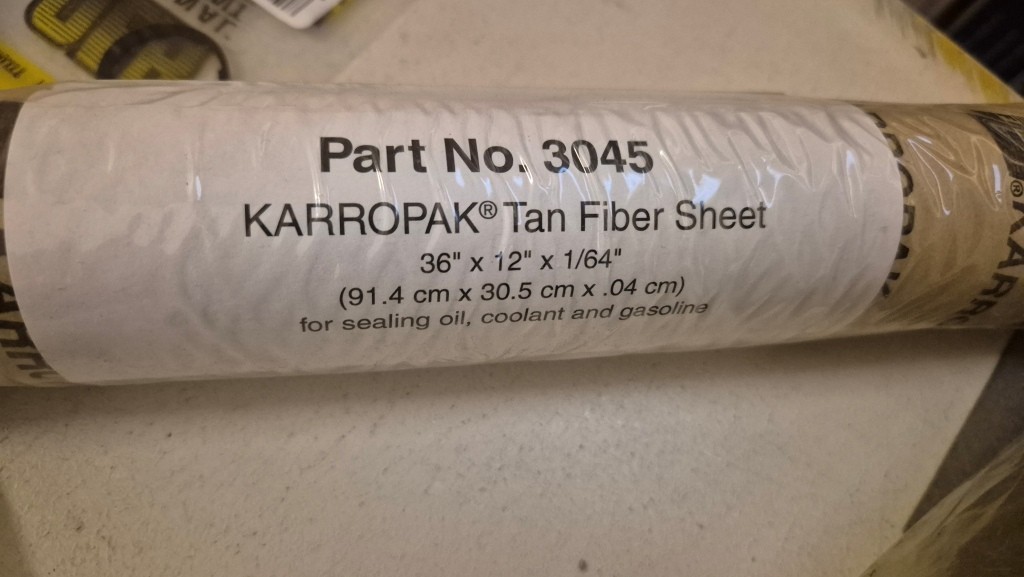 Part No. 3045
KARROPAK® Tan Fiber Sheet
36" x 12" x 1/64"
(91.4 cm x 30.5 cm x .04 cm)
for sealing oil, coolant and gasoline